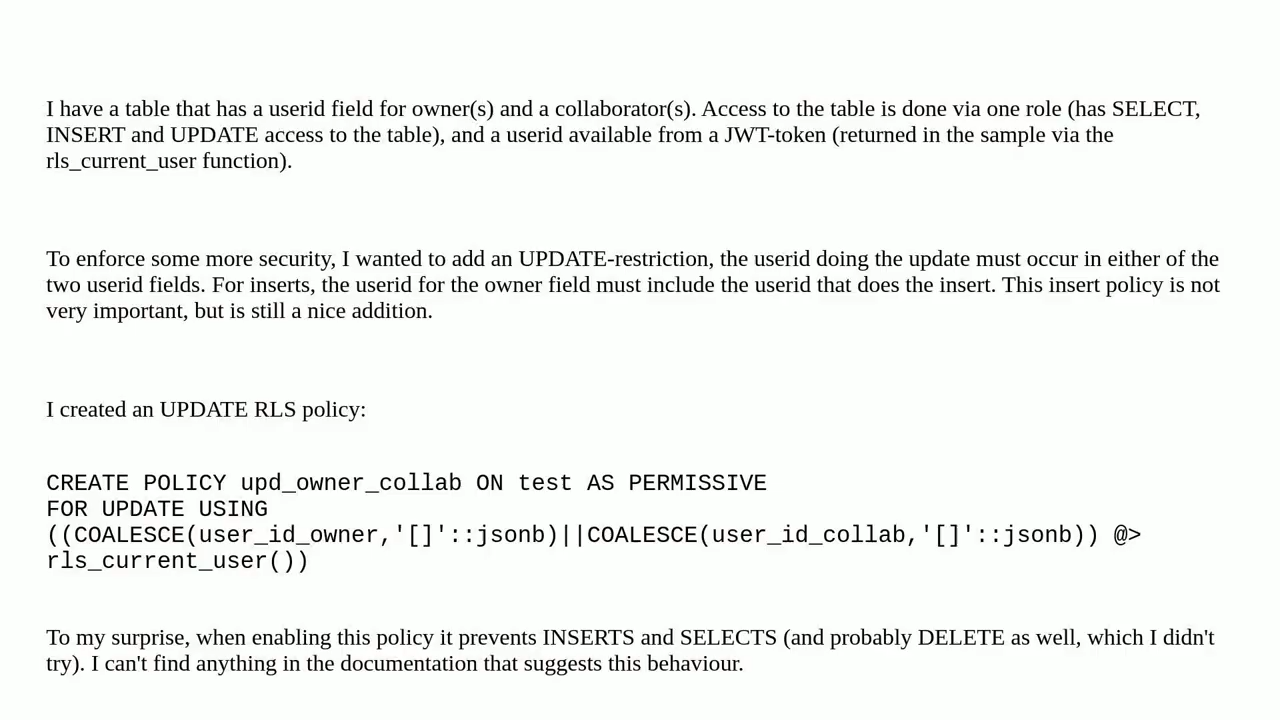 I have a table that has a userid field for owner(s) and a collaborator(s). Access to the table is done via one role (has SELECT,
INSERT and UPDATE access to the table), and a userid available from a JWT-token (returned in the sample via the
rls_current_user function).
To enforce some more security, I wanted to add an UPDATE-restriction, the userid doing the update must occur in either of the
two userid fields. For inserts, the userid for the owner field must include the userid that does the insert. This insert policy is not
very important, but is still a nice addition.
I created an UPDATE RLS policy:
CREATE POLICY upd_owner_collab ON test AS PERMISSIVE
FOR UPDATE USING
((COALESCE(user_id_owner,'[]'::jsonb)||COALESCE(user_id_collab,'[]'::jsonb)) @>
rls_current_user())
To my surprise, when enabling this policy it prevents INSERTS and SELECTS (and probably DELETE as well, which I didn't
try). I can't find anything in the documentation that suggests this behaviour.